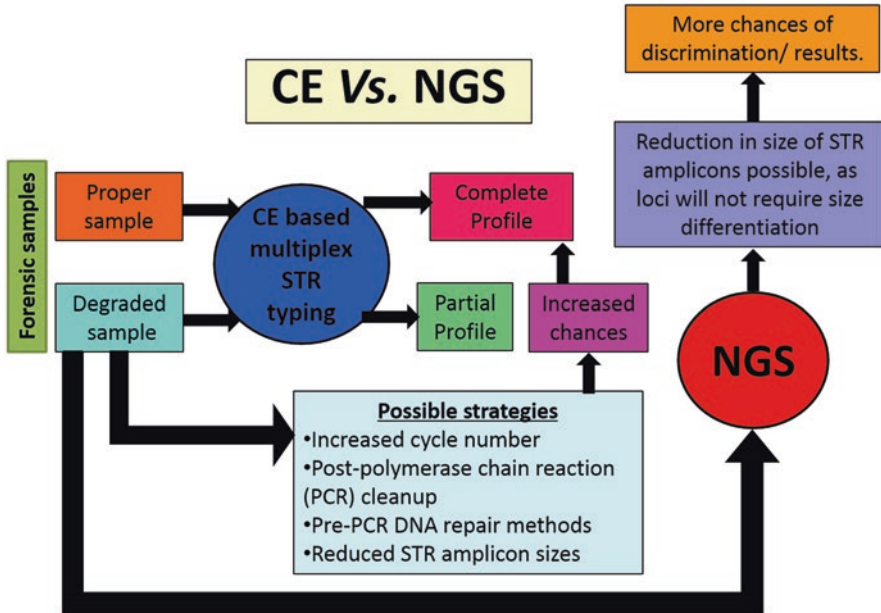 CE Vs. NGS
More chances of
discrimination/ results.
Reduction in size of STR
amplicons possible, as
loci will not require size
differentiation
Forensic samples
Proper
sample
CE based
multiplex
STR
typing
Complete
Profile
Degraded
sample
Partial
Profile
Increased
chances
NGS
Possible strategies
•Increased cycle number
•Post-polymerase chain reaction
(PCR) cleanup
•Pre-PCR DNA repair methods
•Reduced STR amplicon sizes